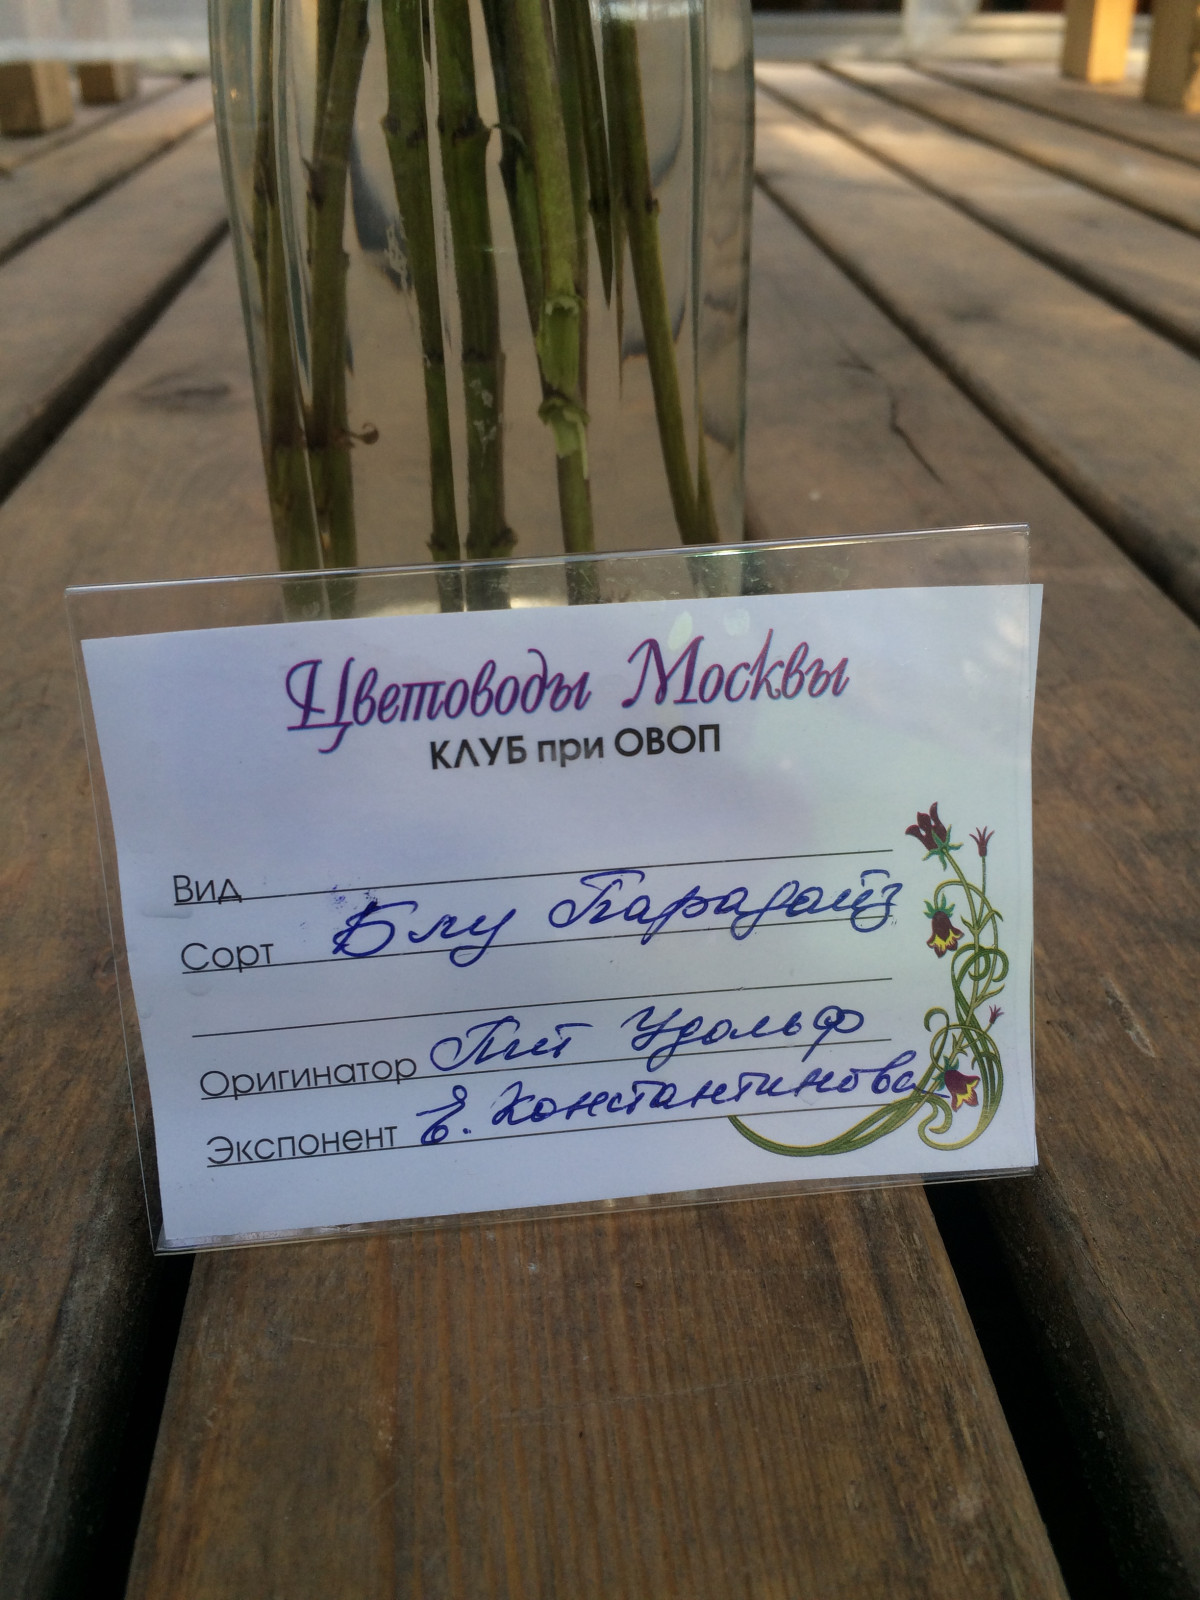 Цветоводы Москвы
КЛУБ при ОВОП
Вид
Сорт Блу Парадайз
Оригинатор Пит Удольф
Экспонент Е. Константинова